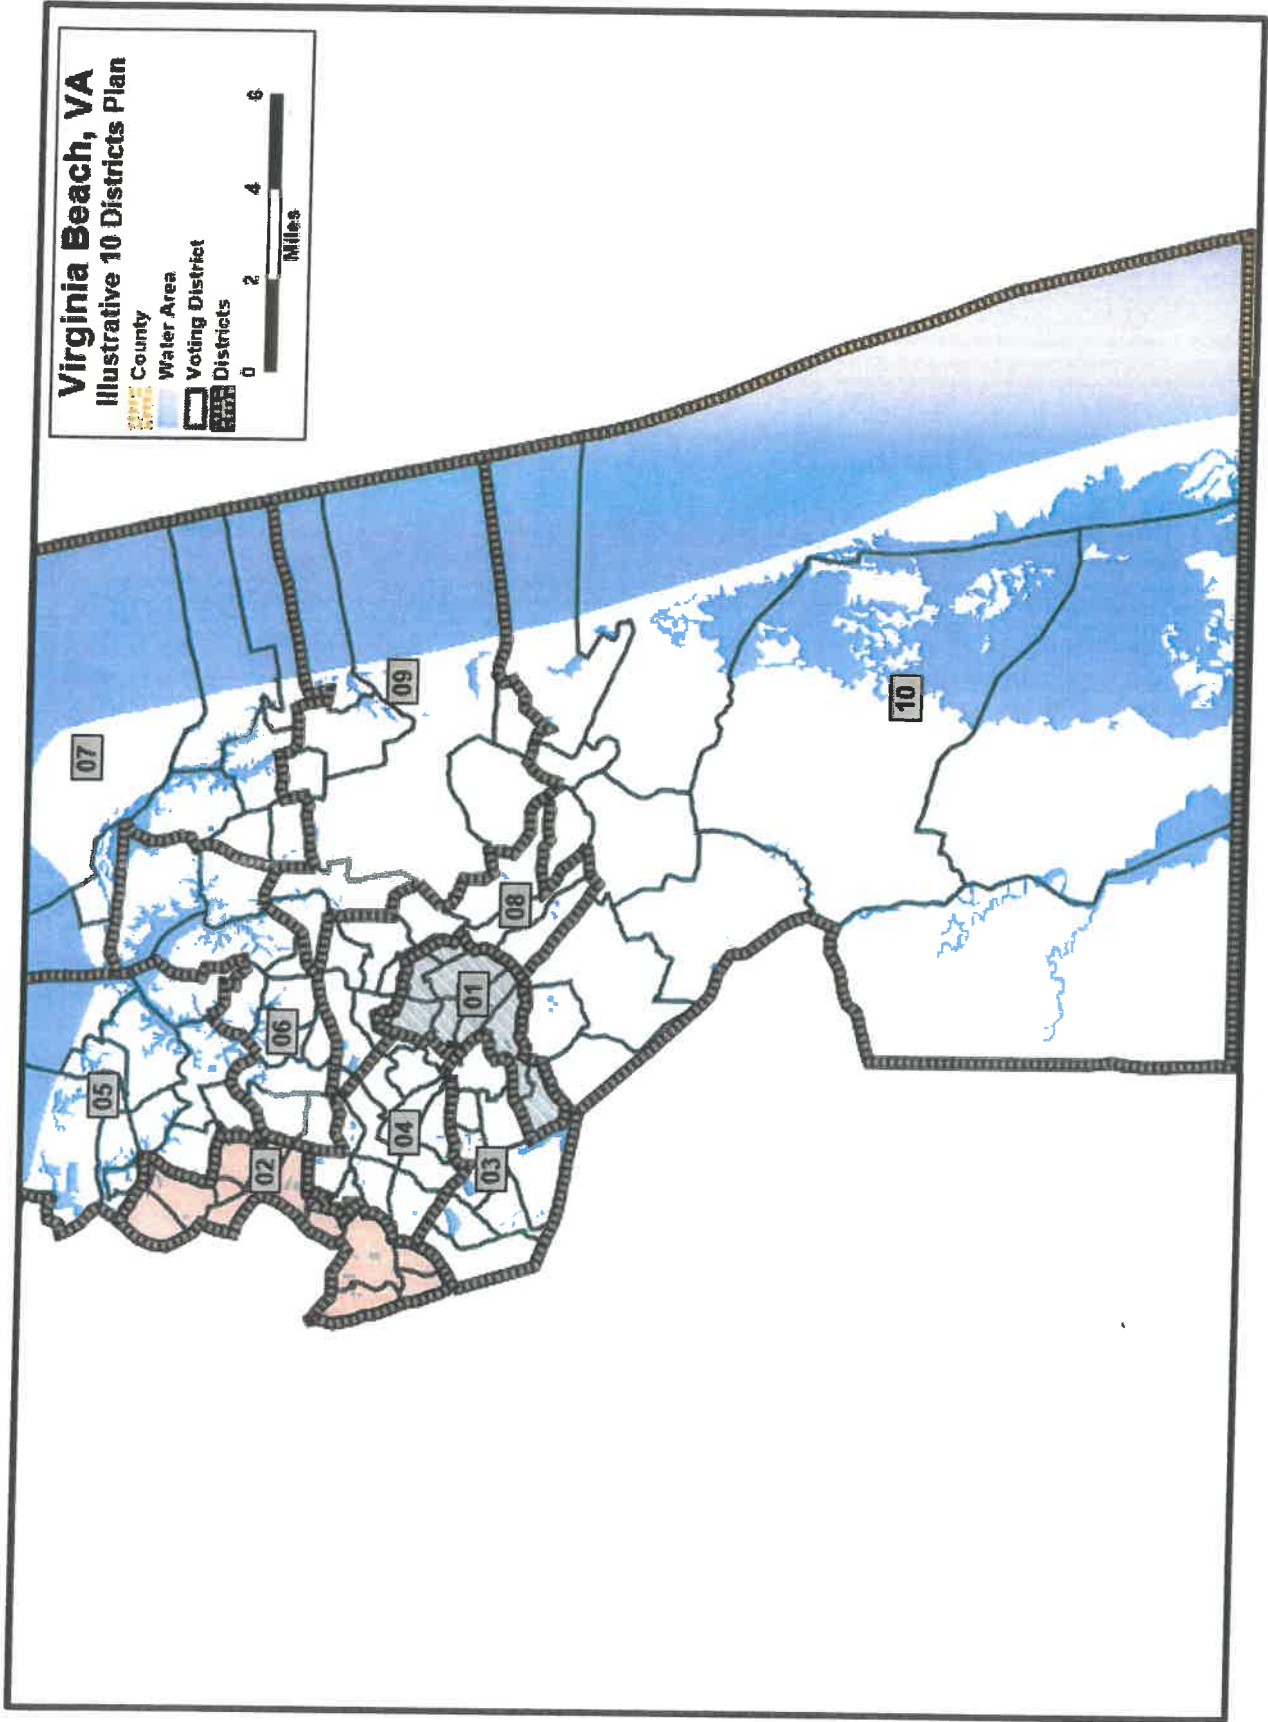 Virginia Beach, VA
Illustrative 10 Districts Plan
County
Water Area
Voting District
Districts
0 2 4 6
Miles
07
09
10
05
06
08
01
02
04
03